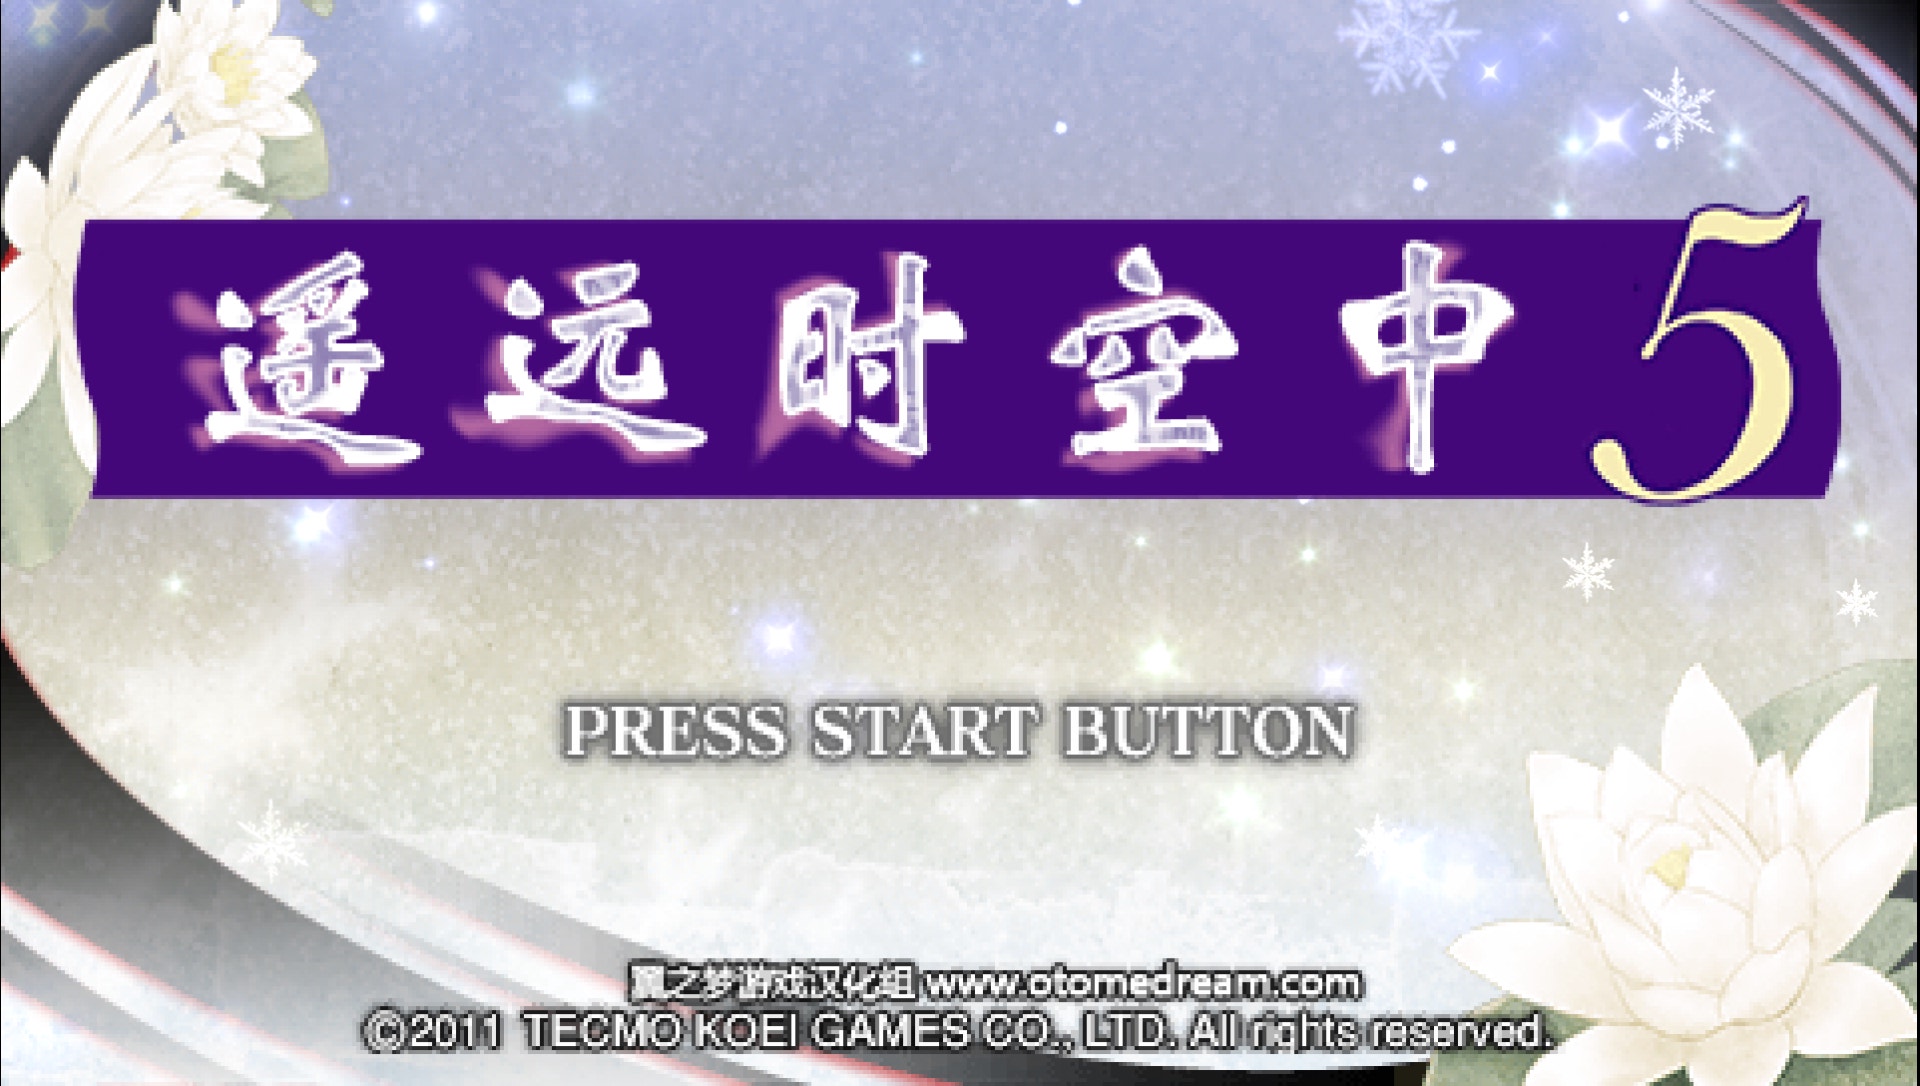 遥远时空中5
PRESS START BUTTON
翼之梦游戏汉化组 www.otomedream.com
©2011 TECMO KOEI GAMES CO., LTD. All rights reserved.